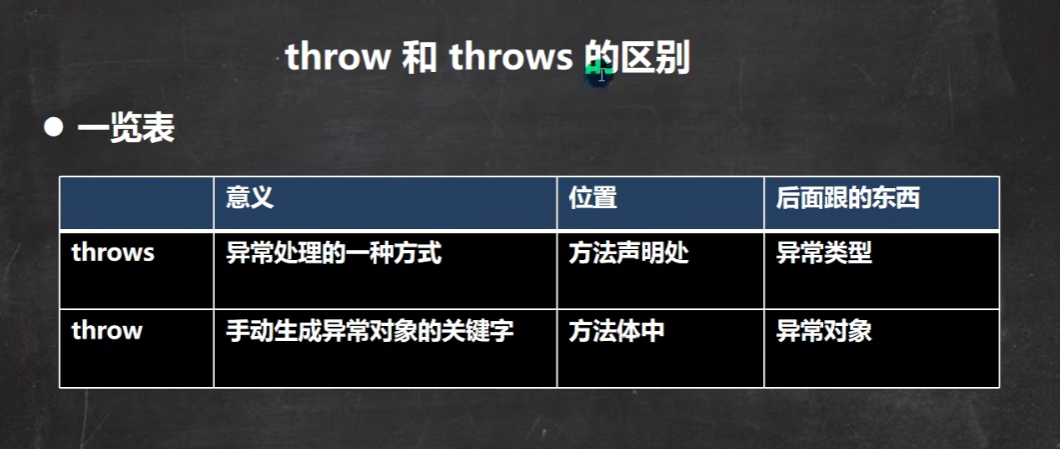 throw 和 throws 的区别
一览表
意义 位置 后面跟的东西
throws 异常处理的一种方式 方法声明处 异常类型
throw 手动生成异常对象的关键字 方法体中 异常对象